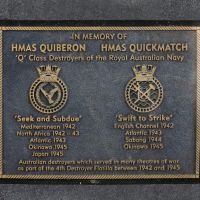 IN MEMORY OF
HMAS QUIBERON HMAS QUICKMATCH
'Q' Class Destroyers of the Royal Australian Navy
'Seek and Subdue' 'Swift to Strike'
Mediterranean 1942 English Channel 1942
North Africa 1942 - 43 Atlantic 1943
Atlantic 1943 Sabang 1944
Okinawa 1945 Okinawa 1945
Japan 1945
Australian destroyers which served in many theatres of war
as part of the 4th Destroyer Flotilla between 1942 and 1945